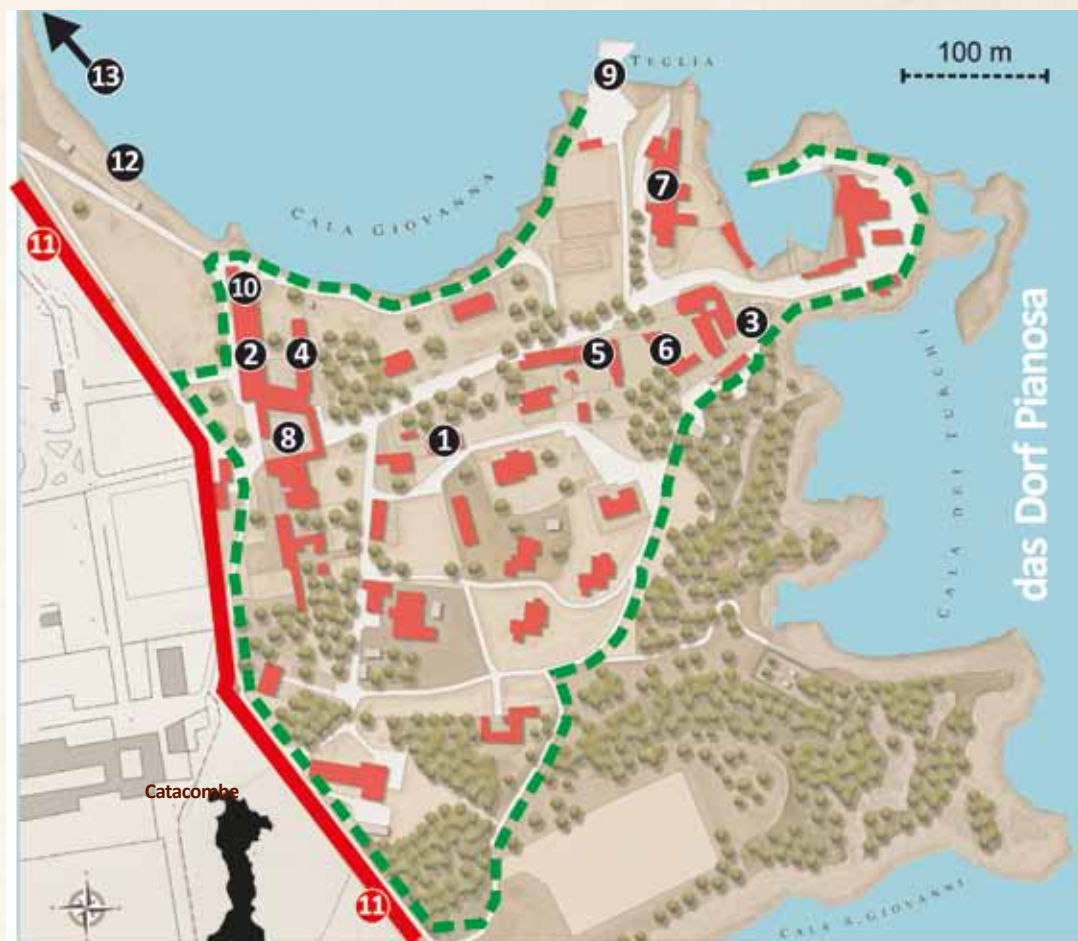 13
9
TEGLIA
100 m
12
7
CALA GIOVANNA
11
10
2
4
5
6
3
1
8
CALA DEI TURCHI
das Dorf Pianosa
Catacombe
11
CALA S.GIOVANNI